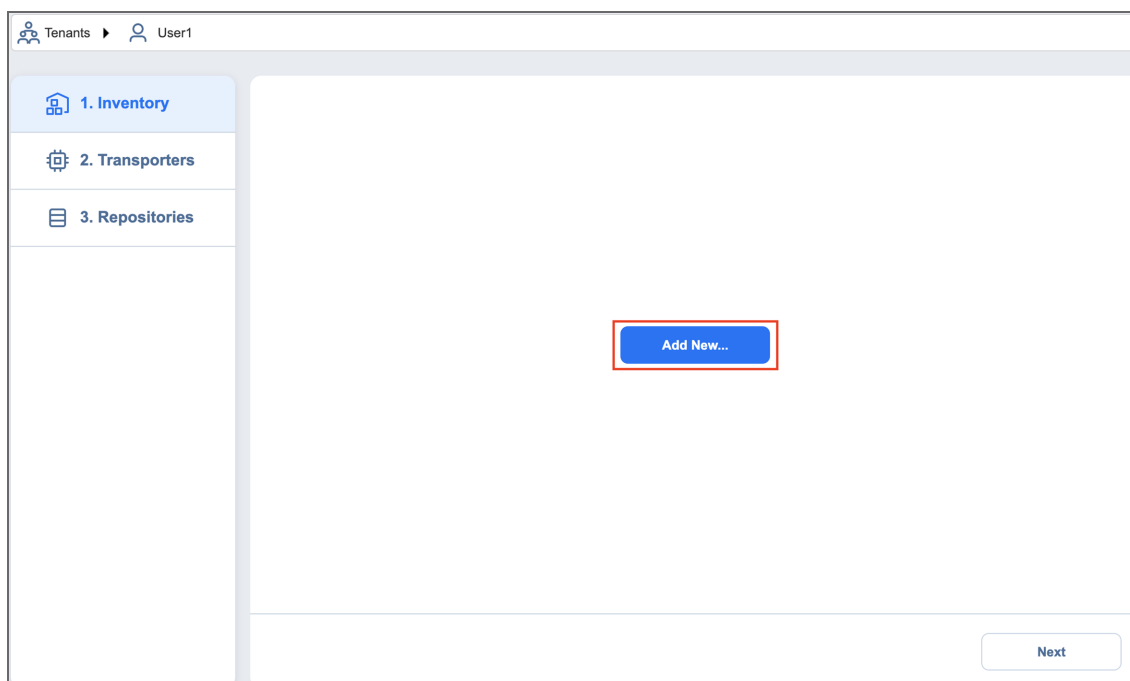 Tenants User1
1. Inventory
2. Transporters
3. Repositories
Add New...
Next